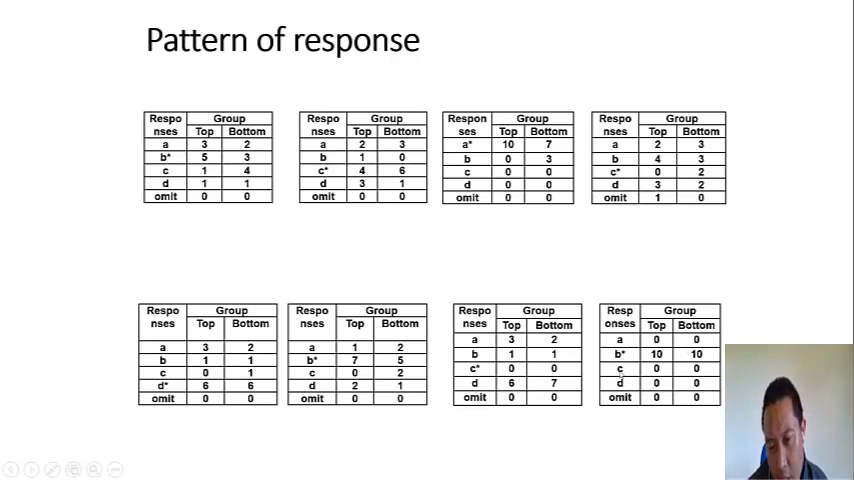 Pattern of response
Respo Group
nses Top Bottom
a 3 2
b* 5 3
c 1 4
d 1 1
omit 0 0
Respo Group
nses Top Bottom
a 2 3
b 1 0
c* 4 6
d 3 1
omit 0 0
Respon Group
ses Top Bottom
a* 10 7
b 0 3
c 0 0
d 0 0
omit 0 0
Respo Group
nses Top Bottom
a 2 3
b 4 3
c* 0 2
d 3 2
omit 1 0
Respo Group
nses Top Bottom
a 3 2
b 1 1
c 0 1
d* 6 6
omit 0 0
Respo Group
nses Top Bottom
a 1 2
b* 7 5
c 0 2
d 2 1
omit 0 0
Respo Group
nses Top Bottom
a 3 2
b 1 1
c* 0 0
d 6 7
omit 0 0
Resp Group
onses Top Bottom
a 0 0
b* 10 10
c 0 0
d 0 0
omit 0 0